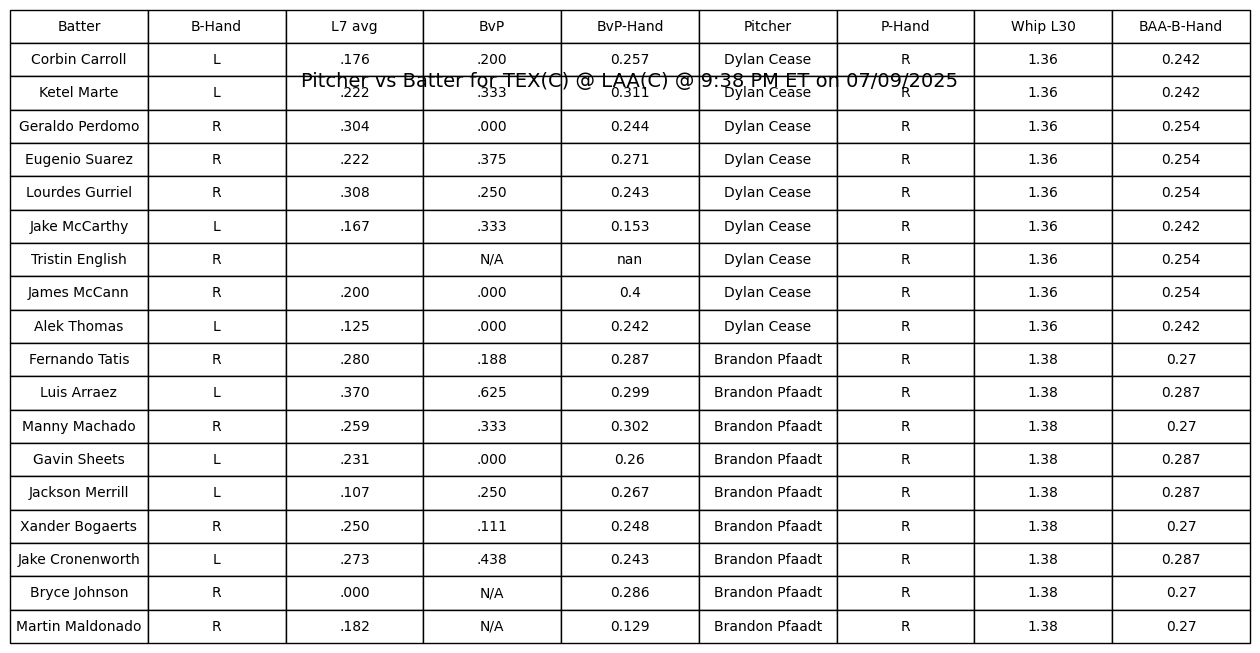 Batter B-Hand L7 avg BvP BvP-Hand Pitcher P-Hand Whip L30 BAA-B-Hand
Corbin Carroll L .176 .200 0.257 Dylan Cease R 1.36 0.242
Pitcher vs Batter for TEX(C) @ LAA(C) @ 9:38 PM ET on 07/09/2025
Ketel Marte L .222 .333 0.311 Dylan Cease R 1.36 0.242
Geraldo Perdomo R .304 .000 0.244 Dylan Cease R 1.36 0.254
Eugenio Suarez R .222 .375 0.271 Dylan Cease R 1.36 0.254
Lourdes Gurriel R .308 .250 0.243 Dylan Cease R 1.36 0.254
Jake McCarthy L .167 .333 0.153 Dylan Cease R 1.36 0.242
Tristin English R N/A nan Dylan Cease R 1.36 0.254
James McCann R .200 .000 0.4 Dylan Cease R 1.36 0.254
Alek Thomas L .125 .000 0.242 Dylan Cease R 1.36 0.242
Fernando Tatis R .280 .188 0.287 Brandon Pfaadt R 1.38 0.27
Luis Arraez L .370 .625 0.299 Brandon Pfaadt R 1.38 0.287
Manny Machado R .259 .333 0.302 Brandon Pfaadt R 1.38 0.27
Gavin Sheets L .231 .000 0.26 Brandon Pfaadt R 1.38 0.287
Jackson Merrill L .107 .250 0.267 Brandon Pfaadt R 1.38 0.287
Xander Bogaerts R .250 .111 0.248 Brandon Pfaadt R 1.38 0.27
Jake Cronenworth L .273 .438 0.243 Brandon Pfaadt R 1.38 0.287
Bryce Johnson R .000 N/A 0.286 Brandon Pfaadt R 1.38 0.27
Martin Maldonado R .182 N/A 0.129 Brandon Pfaadt R 1.38 0.27